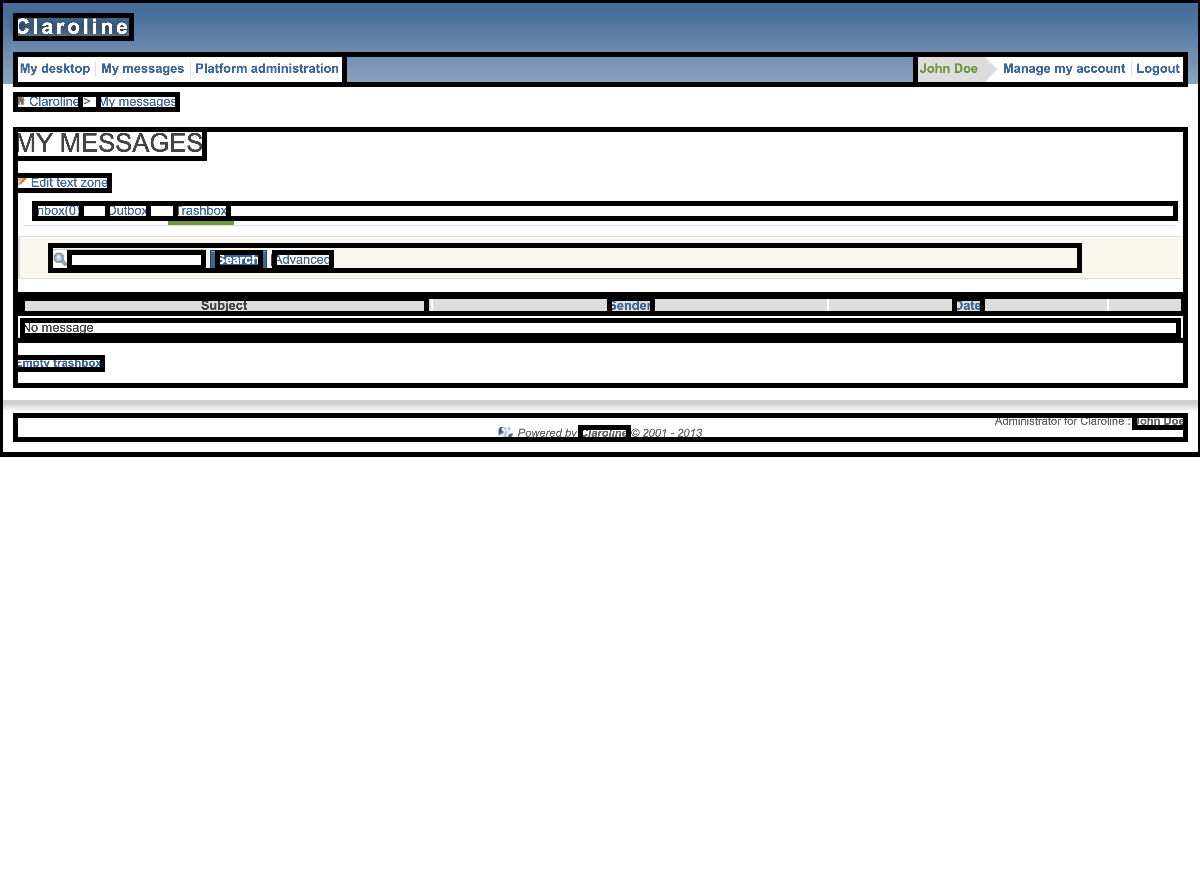 Claroline
My desktop My messages Platform administration John Doe Manage my account Logout
Claroline > My messages
MY MESSAGES
Edit text zone
Inbox(0) Outbox Trashbox
Search Advanced
Subject Sender Date
No message
Empty trashbox
Administrator for Claroline : John Doe
Powered by Claroline © 2001 - 2013